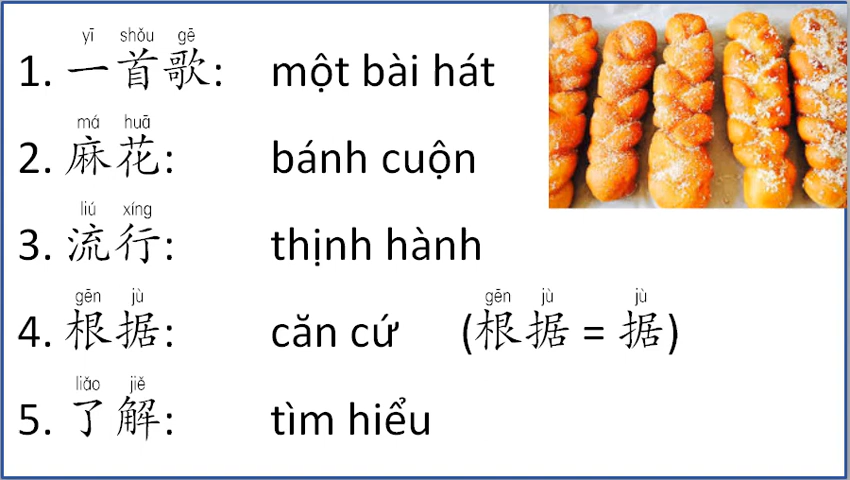 yī shǒu gē
1. 一首歌: một bài hát
má huā
2. 麻花: bánh cuộn
liú xíng
3. 流行: thịnh hành
gēn jù gēn jù jù
4. 根据: căn cứ (根据 = 据)
liǎo jiě
5. 了解: tìm hiểu